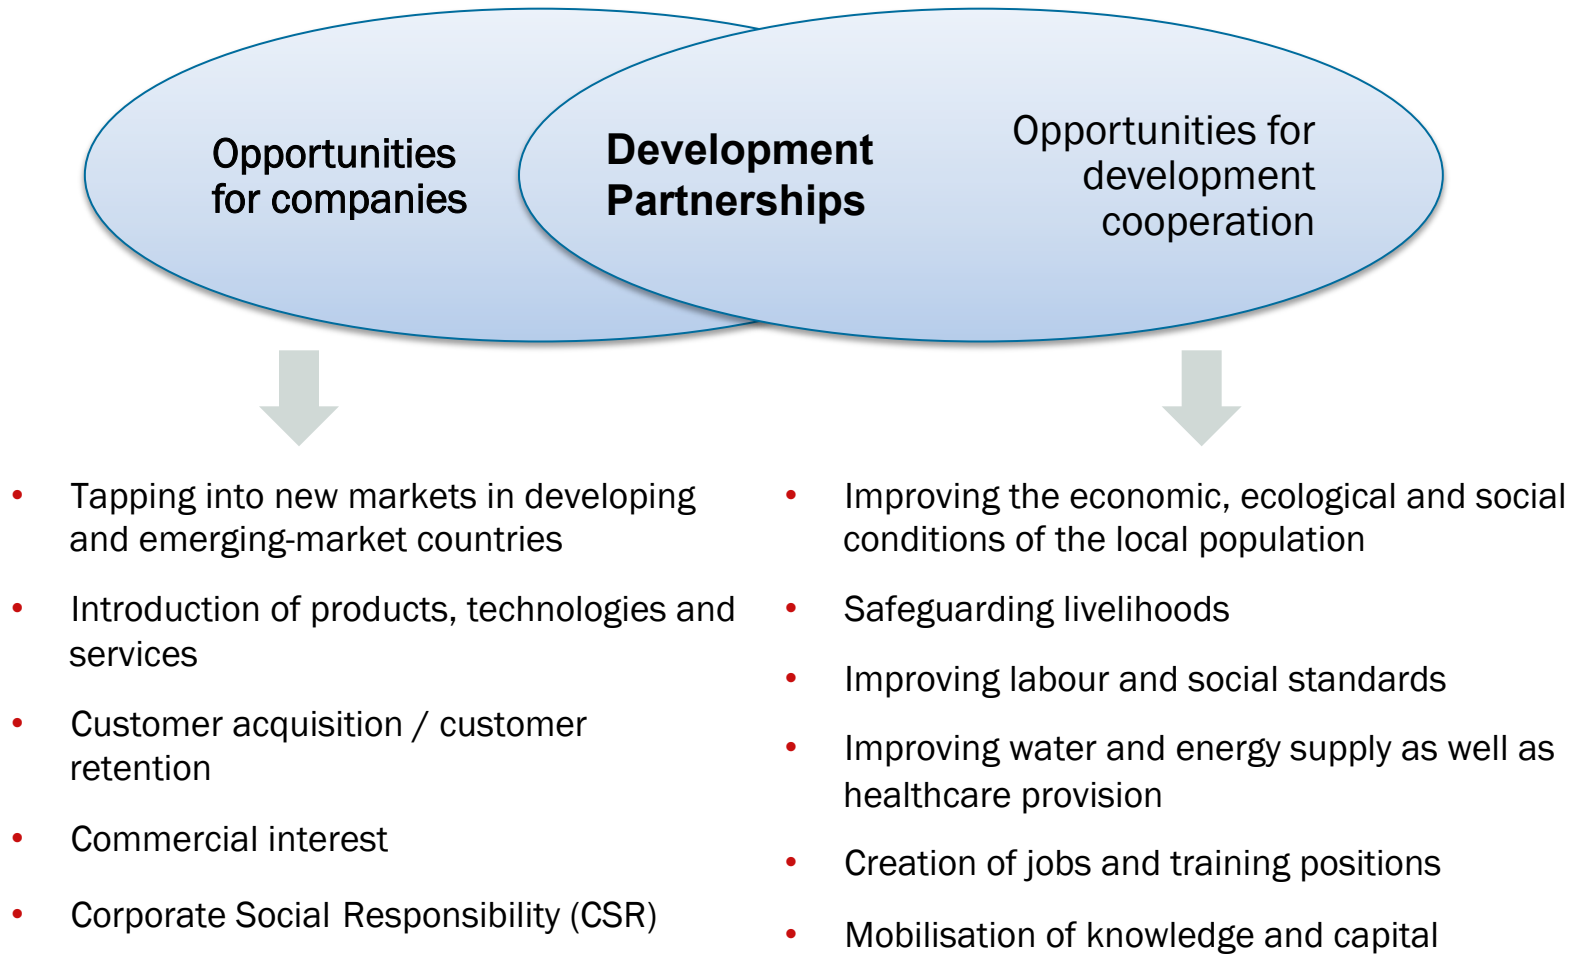 Opportunities
for companies
Development
Partnerships
Opportunities for
development
cooperation
• Tapping into new markets in developing
and emerging-market countries
• Introduction of products, technologies and
services
• Customer acquisition / customer
retention
• Commercial interest
• Corporate Social Responsibility (CSR)
• Improving the economic, ecological and social
conditions of the local population
• Safeguarding livelihoods
• Improving labour and social standards
• Improving water and energy supply as well as
healthcare provision
• Creation of jobs and training positions
• Mobilisation of knowledge and capital